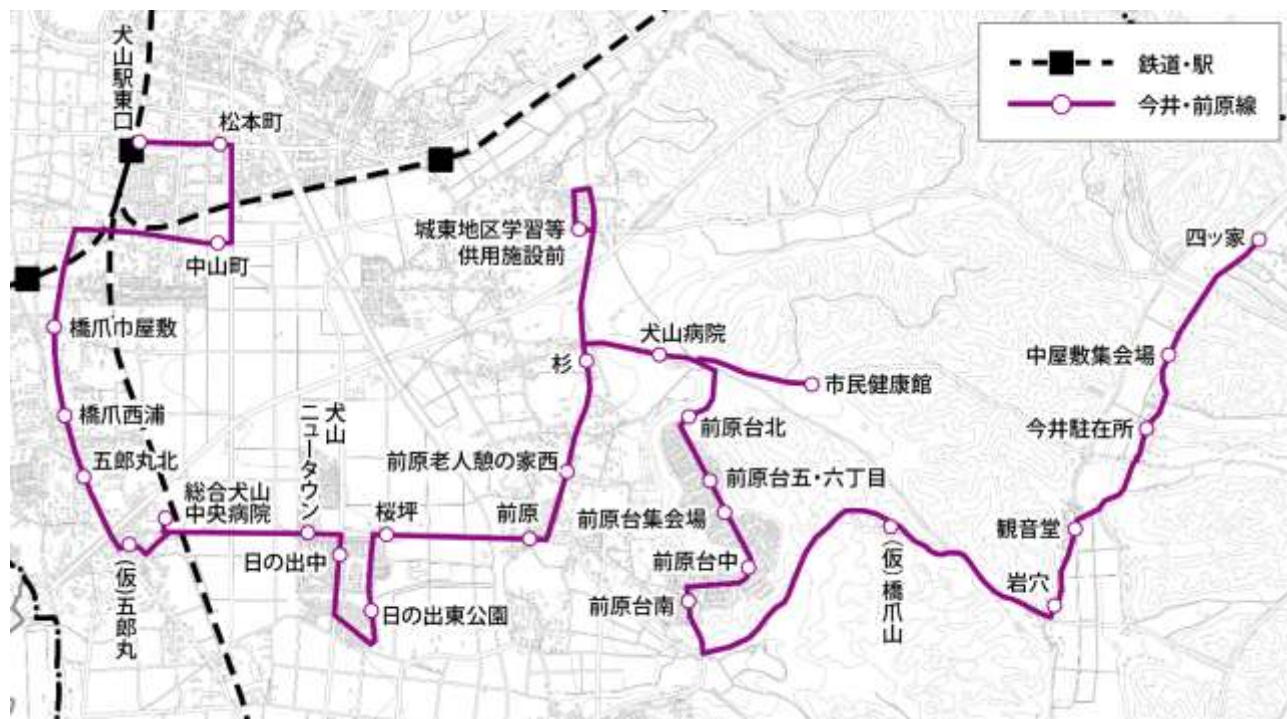 鉄道・駅
今井・前原線
犬山駅東口
松本町
中山町
城東地区学習等
供用施設前
四ッ家
橋爪巾屋敷
犬山病院
杉
市民健康館
中屋敷集会場
橋爪西浦
犬山
ニュータウン
前原台北
今井駐在所
五郎丸北
前原老人憩の家西
前原台五・六丁目
総合犬山
中央病院
桜坪
前原
前原台集会場
観音堂
日の出中
前原台中
(仮)五郎丸
(仮)橋爪山
岩穴
日の出東公園
前原台南